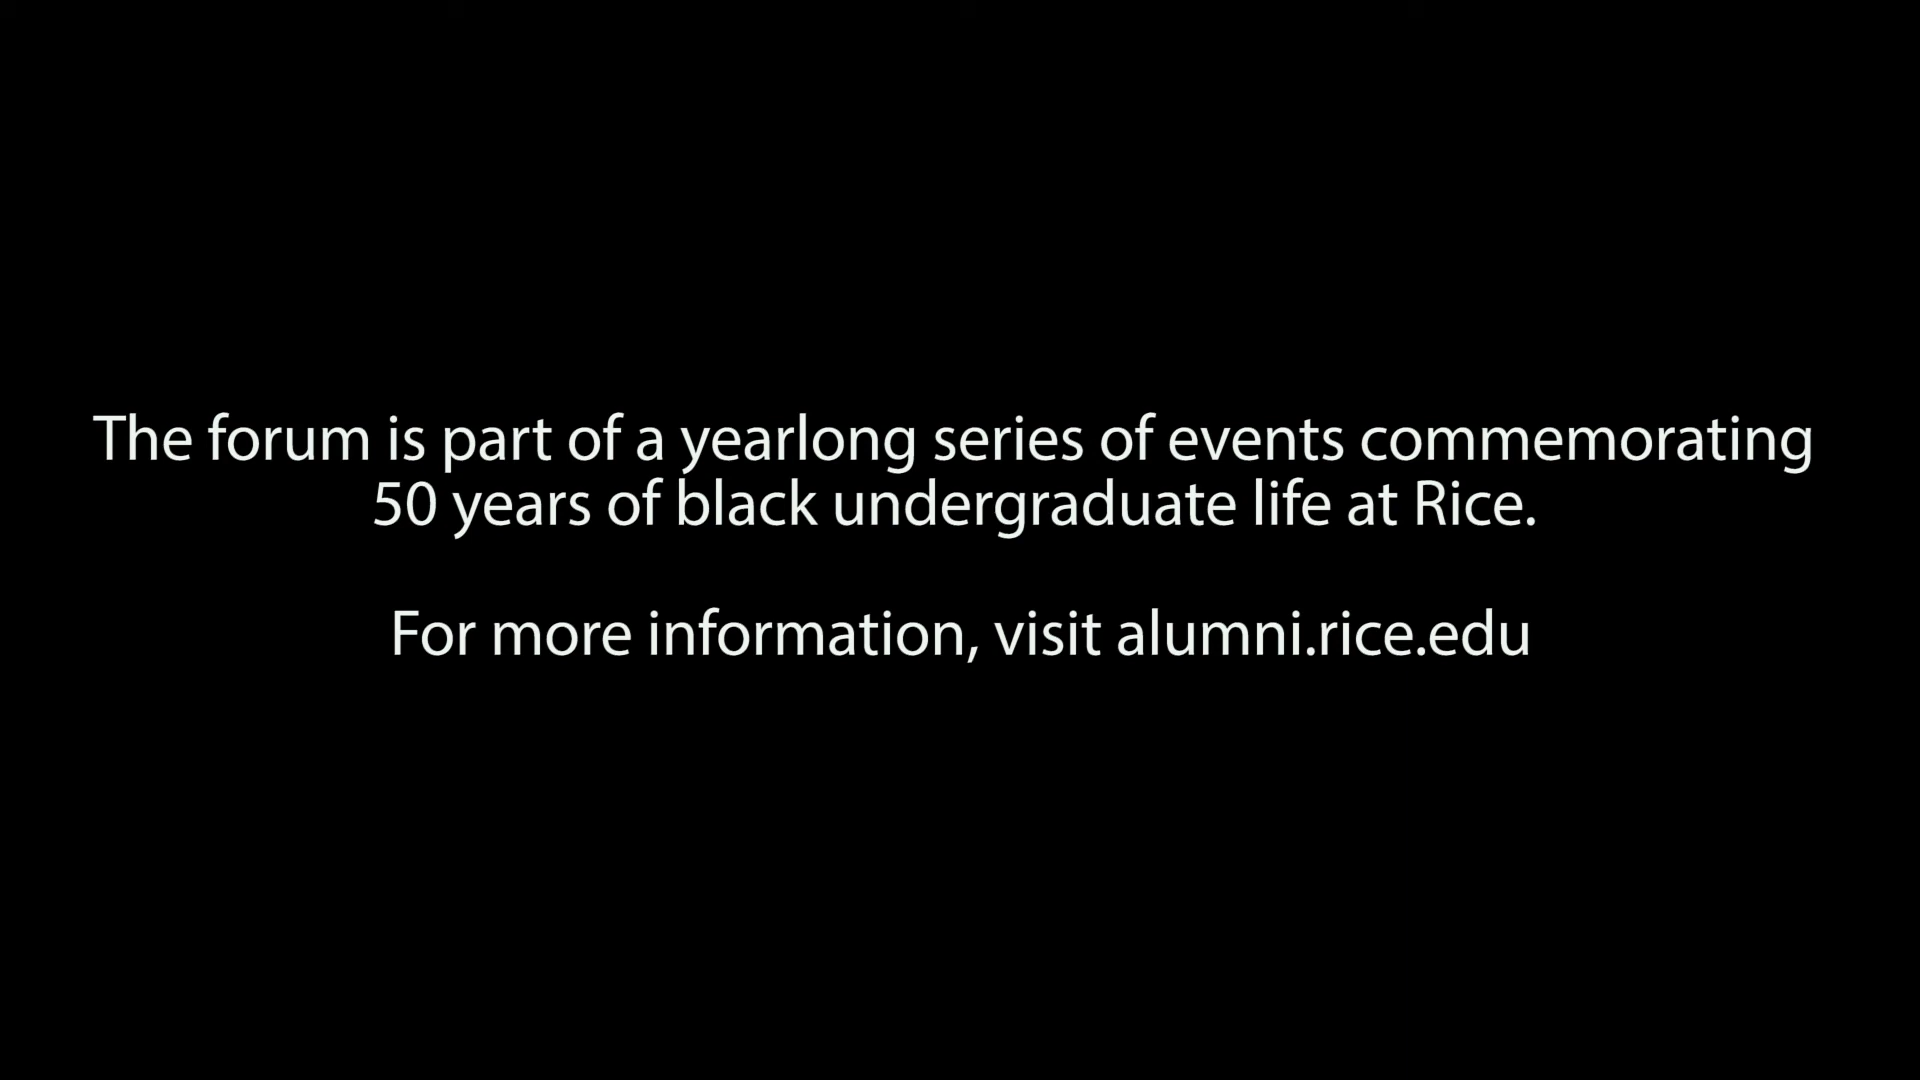 The forum is part of a yearlong series of events commemorating
50 years of black undergraduate life at Rice.
For more information, visit alumni.rice.edu